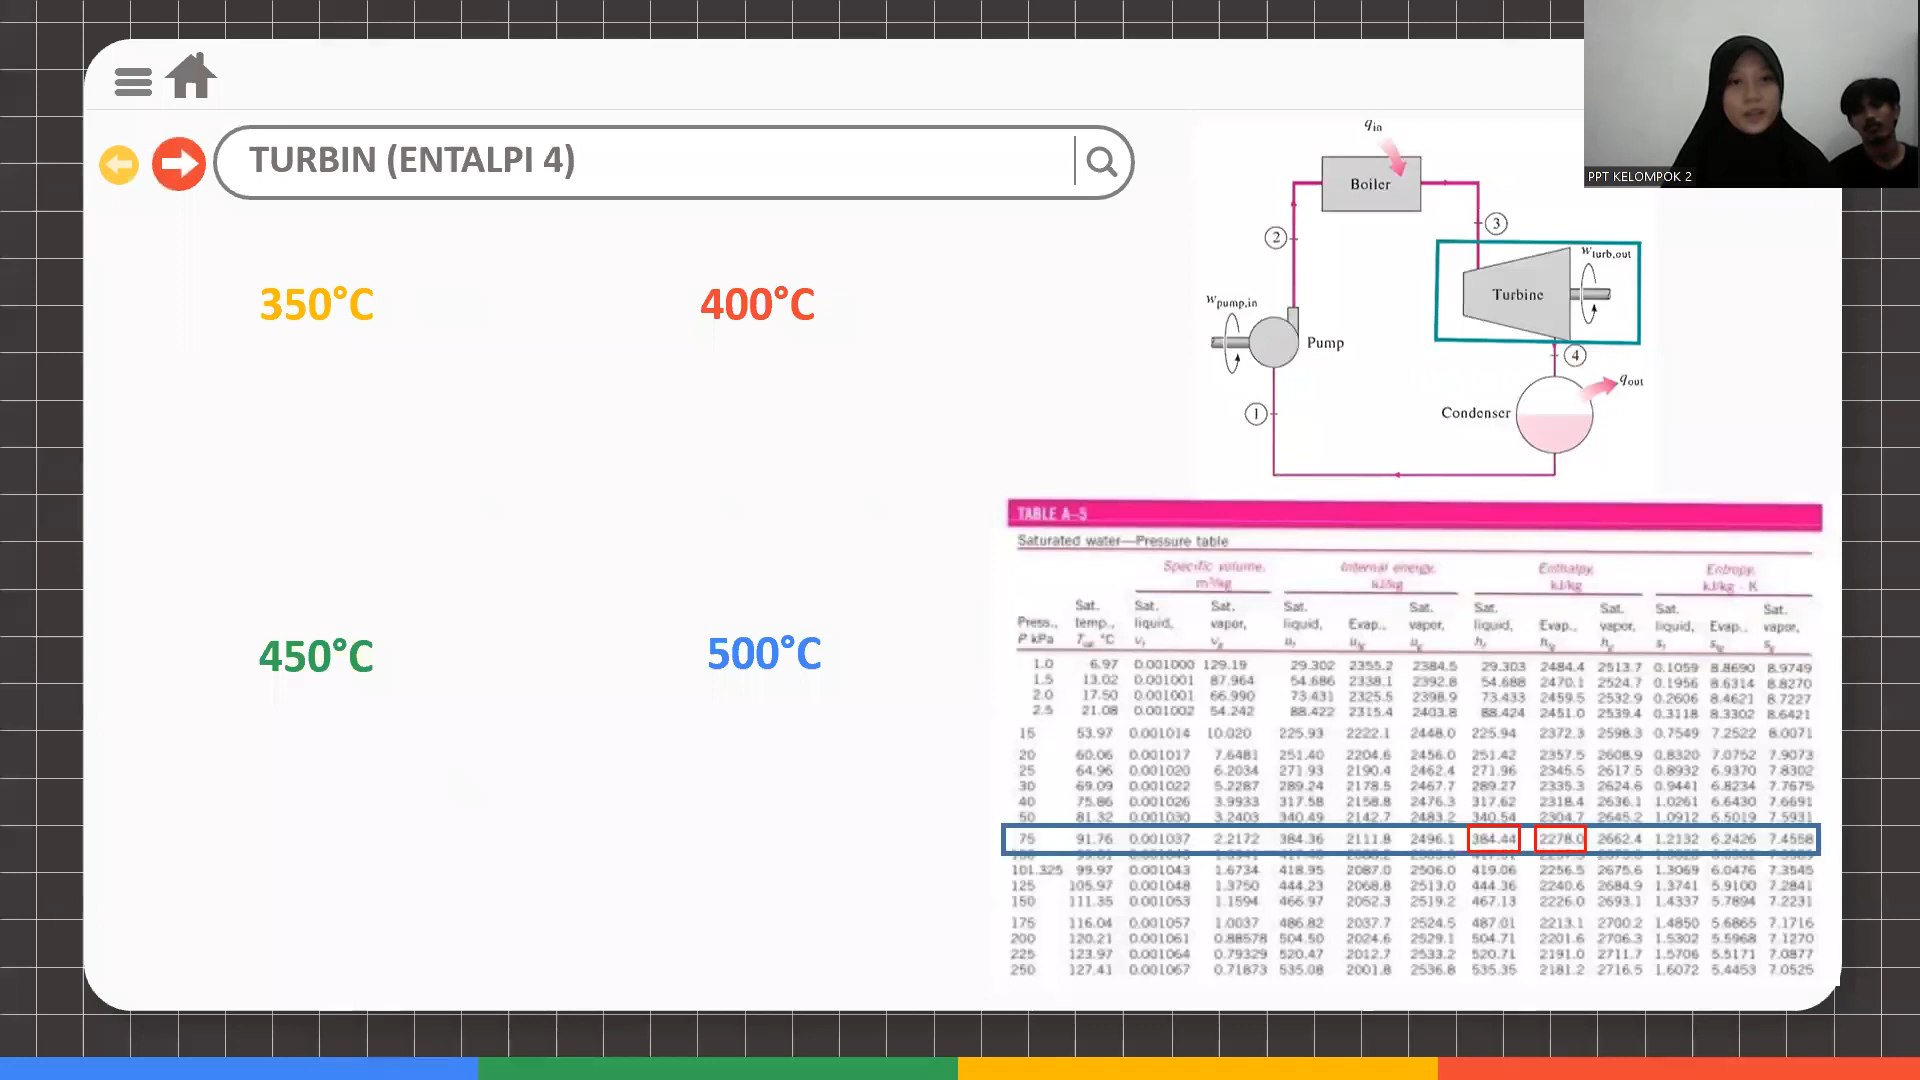 TURBIN (ENTALPI 4)
PPT KELOMPOK 2
350°C
400°C
450°C
500°C
qin
Boiler
2
3
wturb,out
Turbine
wpump,in
Pump
4
qout
Condenser
1
TABLE A–5
Saturated water—Pressure table
Specific volume, m³/kg
Internal energy, kJ/kg
Enthalpy, kJ/kg
Entropy, kJ/kg · K
Press., P kPa
Sat. temp., Tsat °C
Sat. liquid, vf
Sat. vapor, vg
Sat. liquid, uf
Evap., ufg
Sat. vapor, ug
Sat. liquid, hf
Evap., hfg
Sat. vapor, hg
Sat. liquid, sf
Evap., sfg
Sat. vapor, sg
1.0 6.97 0.001000 129.19 29.302 2355.2 2384.5 29.303 2484.4 2513.7 0.1059 8.8690 8.9749
1.5 13.02 0.001001 87.964 54.686 2338.1 2392.8 54.688 2470.1 2524.7 0.1956 8.6314 8.8270
2.0 17.50 0.001001 66.990 73.431 2325.5 2398.9 73.433 2459.5 2532.9 0.2606 8.4621 8.7227
2.5 21.08 0.001002 54.242 88.422 2315.4 2403.8 88.424 2451.0 2539.4 0.3118 8.3302 8.6421
15 53.97 0.001014 10.020 225.93 2222.1 2448.0 225.94 2372.3 2598.3 0.7549 7.2522 8.0071
20 60.06 0.001017 7.6481 251.40 2204.6 2456.0 251.42 2357.5 2608.9 0.8320 7.0752 7.9073
25 64.96 0.001020 6.2034 271.93 2190.4 2462.4 271.96 2345.5 2617.5 0.8932 6.9370 7.8302
30 69.09 0.001022 5.2287 289.24 2178.5 2467.7 289.27 2335.3 2624.6 0.9441 6.8234 7.7675
40 75.86 0.001026 3.9933 317.58 2158.8 2476.3 317.62 2318.4 2636.1 1.0261 6.6430 7.6691
50 81.32 0.001030 3.2403 340.49 2142.7 2483.2 340.54 2304.7 2645.2 1.0912 6.5019 7.5931
75 91.76 0.001037 2.2172 384.36 2111.8 2496.1 384.44 2278.0 2662.4 1.2132 6.2426 7.4558
101.325 99.97 0.001043 1.6734 418.95 2087.0 2506.0 419.06 2256.5 2675.6 1.3069 6.0476 7.3545
125 105.97 0.001048 1.3750 444.23 2068.8 2513.0 444.36 2240.6 2684.9 1.3741 5.9100 7.2841
150 111.35 0.001053 1.1594 466.97 2052.3 2519.2 467.13 2226.0 2693.1 1.4337 5.7894 7.2231
175 116.04 0.001057 1.0037 486.82 2037.7 2524.5 487.01 2213.1 2700.2 1.4850 5.6865 7.1716
200 120.21 0.001061 0.88578 504.50 2024.6 2529.1 504.71 2201.6 2706.3 1.5302 5.5968 7.1270
225 123.97 0.001064 0.79329 520.47 2012.7 2533.2 520.71 2191.0 2711.7 1.5706 5.5171 7.0877
250 127.41 0.001067 0.71873 535.08 2001.8 2536.8 535.35 2181.2 2716.5 1.6072 5.4453 7.0525